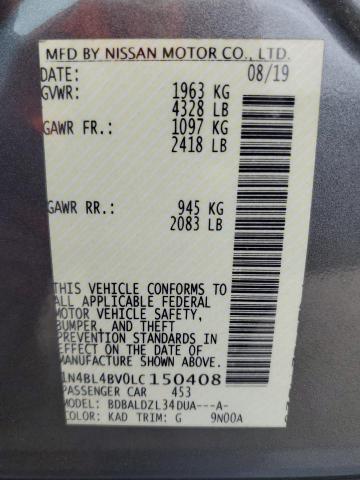 MFD BY NISSAN MOTOR CO., LTD.
DATE: 08/19
GVWR: 1963 KG
4328 LB
GAWR FR.: 1097 KG
2418 LB
GAWR RR.: 945 KG
2083 LB
THIS VEHICLE CONFORMS TO
ALL APPLICABLE FEDERAL
MOTOR VEHICLE SAFETY,
BUMPER, AND THEFT
PREVENTION STANDARDS IN
EFFECT ON THE DATE OF
MANUFACTURE SHOWN ABOVE.
1N4BL4BV0LC150408
PASSENGER CAR 453
MODEL: BDBALDZL34DUA---A-
COLOR: KAD TRIM: G 9N00A